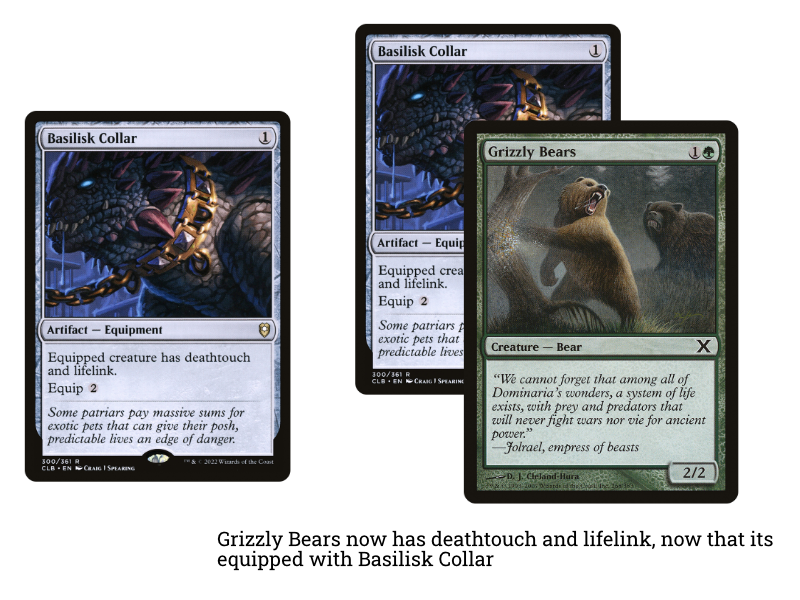 Basilisk Collar 1
Artifact — Equipment
Equipped creature has deathtouch
and lifelink.
Equip 2
Some patriars pay massive sums for
exotic pets that can give their posh,
predictable lives an edge of danger.
300/361 R
CLB • EN CRAIG J SPEARING
™ & © 2022 Wizards of the Coast
Basilisk Collar 1
Artifact — Equip
Equipped crea
and lifelink.
Equip 2
Some patriars p
exotic pets that
predictable lives
300/361 R
CLB • EN CRAIG J SPEARING
Grizzly Bears 1
Creature — Bear X
“We cannot forget that among all of
Dominaria’s wonders, a system of life
exists, with prey and predators that
will never fight wars nor vie for ancient
power.”
—Jolrael, empress of beasts
D. J. Cleland-Hura
2/2
Grizzly Bears now has deathtouch and lifelink, now that its
equipped with Basilisk Collar